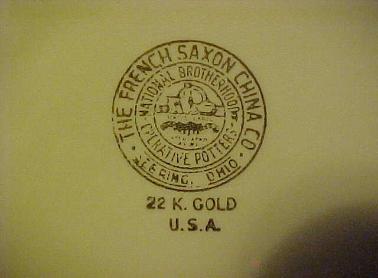 THE FRENCH SAXON CHINA CO.
NATIONAL BROTHERHOOD
OPERATIVE POTTERS
SEBRING, OHIO
22 K. GOLD
U.S.A.